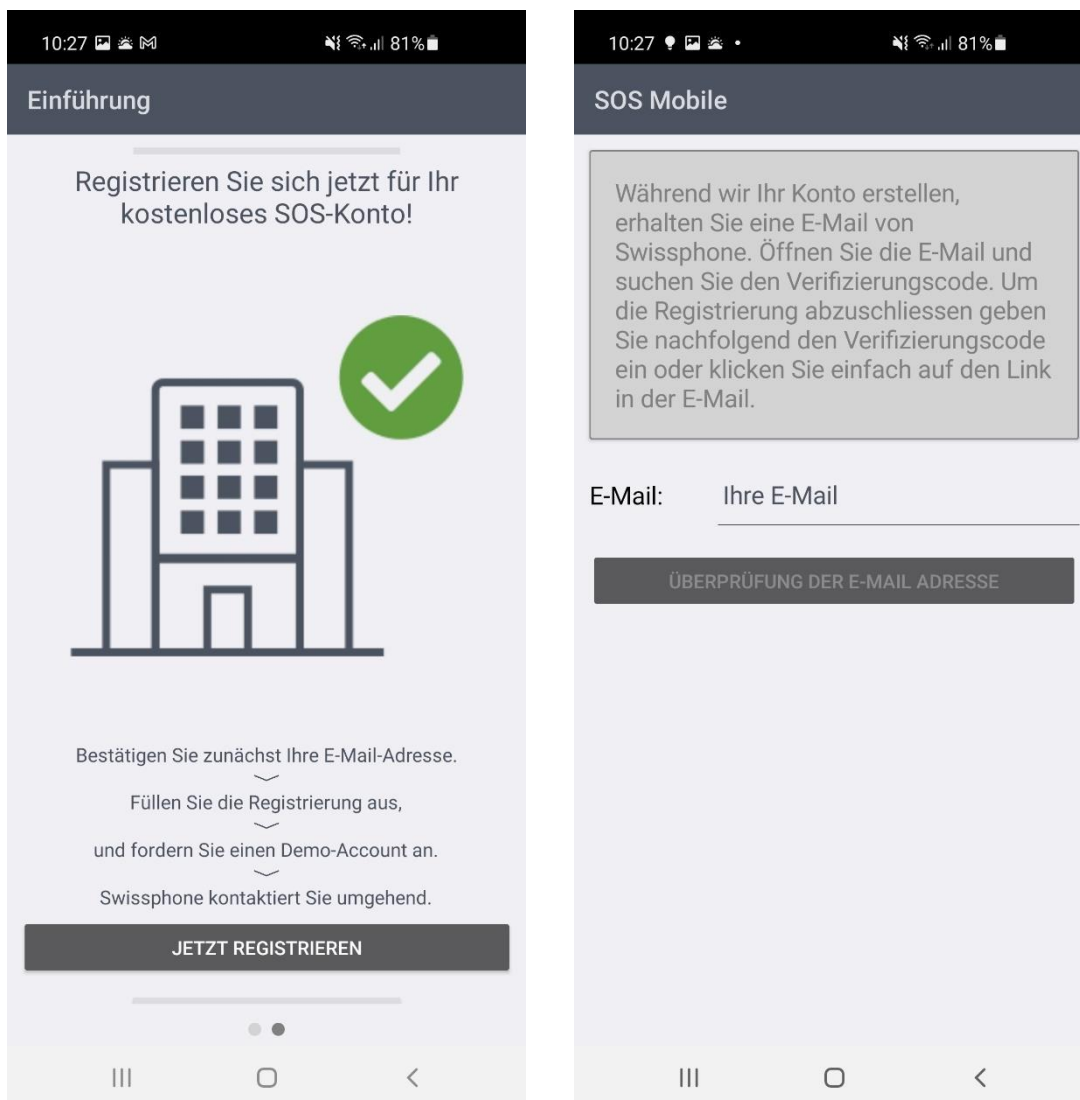 10:27
81%
Einführung
Registrieren Sie sich jetzt für Ihr
kostenloses SOS-Konto!
Bestätigen Sie zunächst Ihre E-Mail-Adresse.
Füllen Sie die Registrierung aus,
und fordern Sie einen Demo-Account an.
Swissphone kontaktiert Sie umgehend.
JETZT REGISTRIEREN
10:27
81%
SOS Mobile
Während wir Ihr Konto erstellen,
erhalten Sie eine E-Mail von
Swissphone. Öffnen Sie die E-Mail und
suchen Sie den Verifizierungscode. Um
die Registrierung abzuschliessen geben
Sie nachfolgend den Verifizierungscode
ein oder klicken Sie einfach auf den Link
in der E-Mail.
E-Mail: Ihre E-Mail
ÜBERPRÜFUNG DER E-MAIL ADRESSE